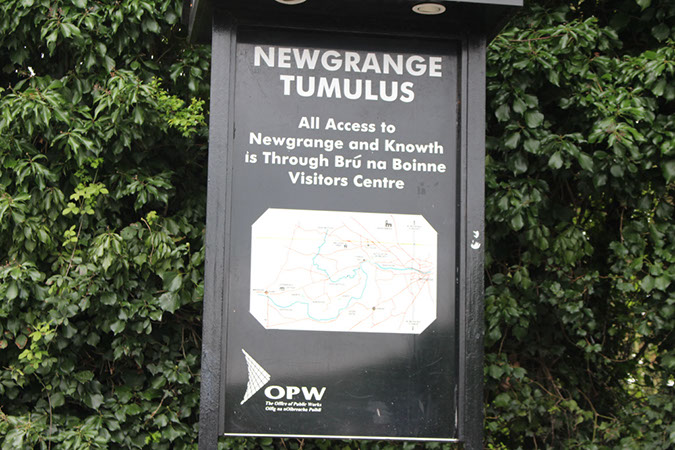 NEWGRANGE
TUMULUS
All Access to
Newgrange and Knowth
is Through Brú na Boinne
Visitors Centre
OPW
The Office of Public Works
Oifig na nOibreacha Poiblí